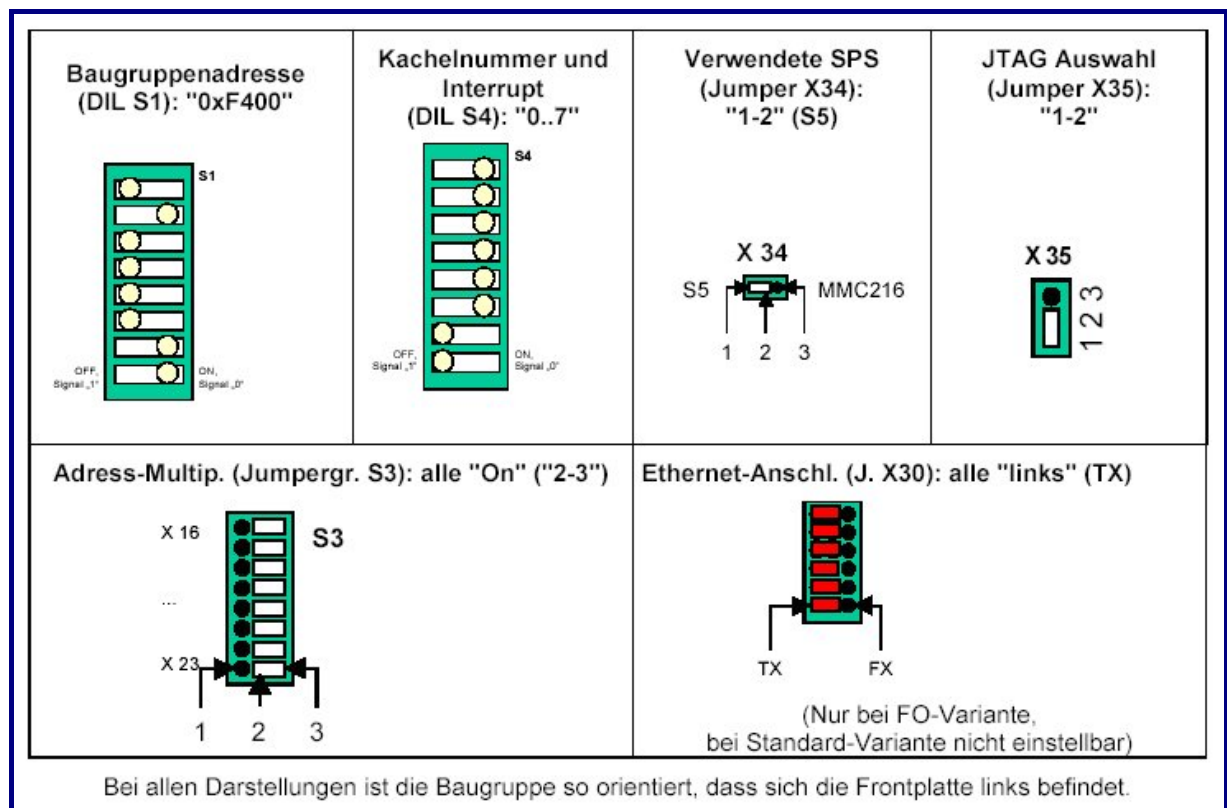 Baugruppenadresse
(DIL S1): "0xF400"
S1
OFF,
Signal „1"
ON,
Signal „0"
Kachelnummer und
Interrupt
(DIL S4): "0..7"
S4
OFF,
Signal „1"
ON,
Signal „0"
Verwendete SPS
(Jumper X34):
"1-2" (S5)
X 34
S5
MMC216
1 2 3
JTAG Auswahl
(Jumper X35):
"1-2"
X 35
1 2 3
Adress-Multip. (Jumpergr. S3): alle "On" ("2-3")
X 16
S3
...
X 23
1 2 3
Ethernet-Anschl. (J. X30): alle "links" (TX)
TX FX
(Nur bei FO-Variante,
bei Standard-Variante nicht einstellbar)
Bei allen Darstellungen ist die Baugruppe so orientiert, dass sich die Frontplatte links befindet.